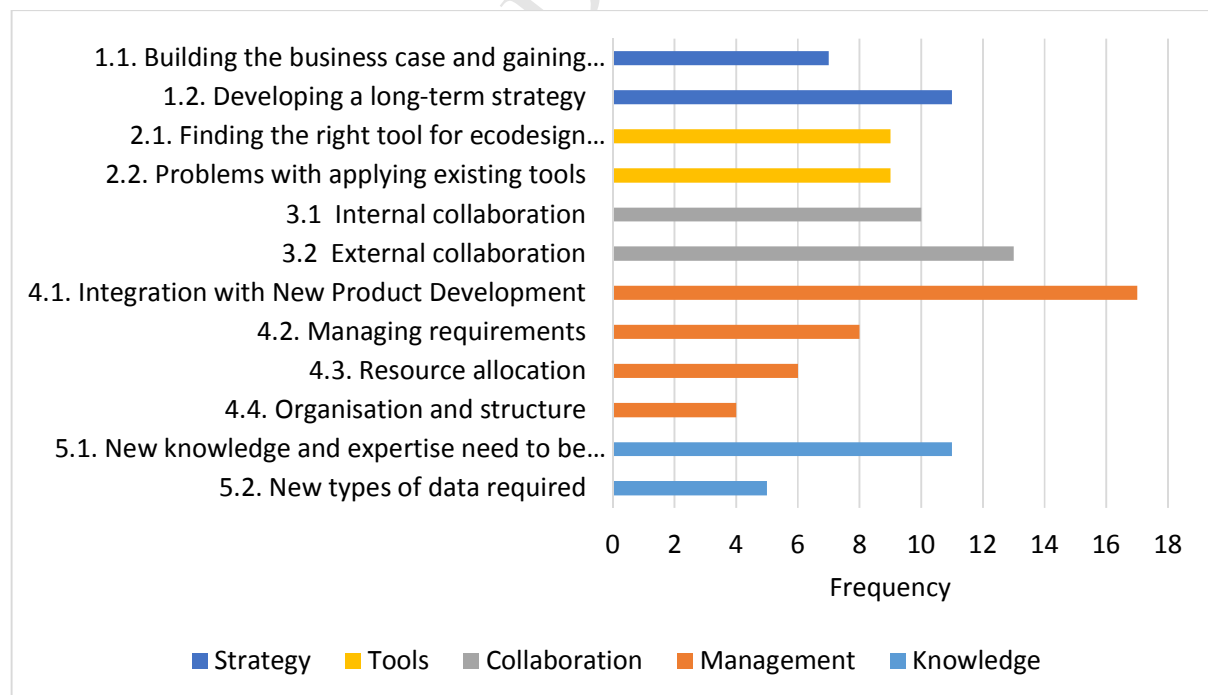 1.1. Building the business case and gaining…
1.2. Developing a long-term strategy
2.1. Finding the right tool for ecodesign…
2.2. Problems with applying existing tools
3.1  Internal collaboration
3.2  External collaboration
4.1. Integration with New Product Development
4.2. Managing requirements
4.3. Resource allocation
4.4. Organisation and structure
5.1. New knowledge and expertise need to be…
5.2. New types of data required
0 2 4 6 8 10 12 14 16 18
Frequency
Strategy Tools Collaboration Management Knowledge